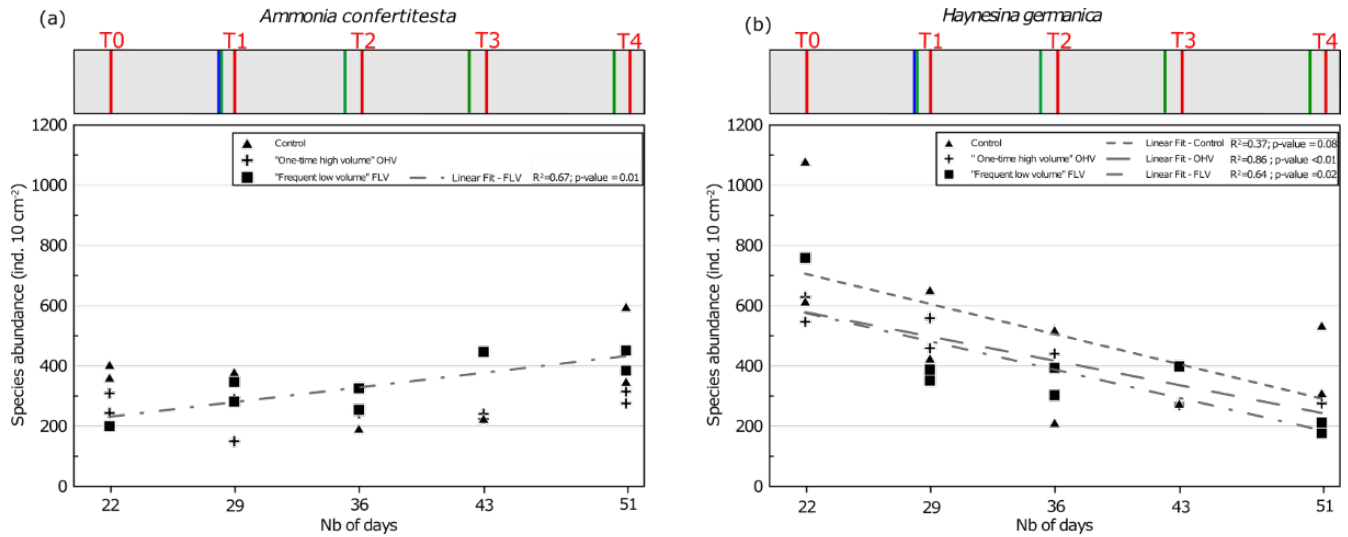 (a)
Ammonia confertitesta
T0 T1 T2 T3 T4
1200
1000
800
600
400
200
0
Species abundance (ind. 10 cm-2)
Control
"One-time high volume" OHV
"Frequent low volume" FLV Linear Fit - FLV R2=0.67; p-value = 0.01
22 29 36 43 51
Nb of days
(b)
Haynesina germanica
T0 T1 T2 T3 T4
1200
1000
800
600
400
200
0
Species abundance (ind. 10 cm-2)
Control Linear Fit - Control R2=0.37; p-value = 0.08
" One-time high volume" OHV Linear Fit - OHV R2=0.86 ; p-value <0.01
"Frequent low volume" FLV Linear Fit - FLV R2=0.64 ; p-value =0.02
22 29 36 43 51
Nb of days